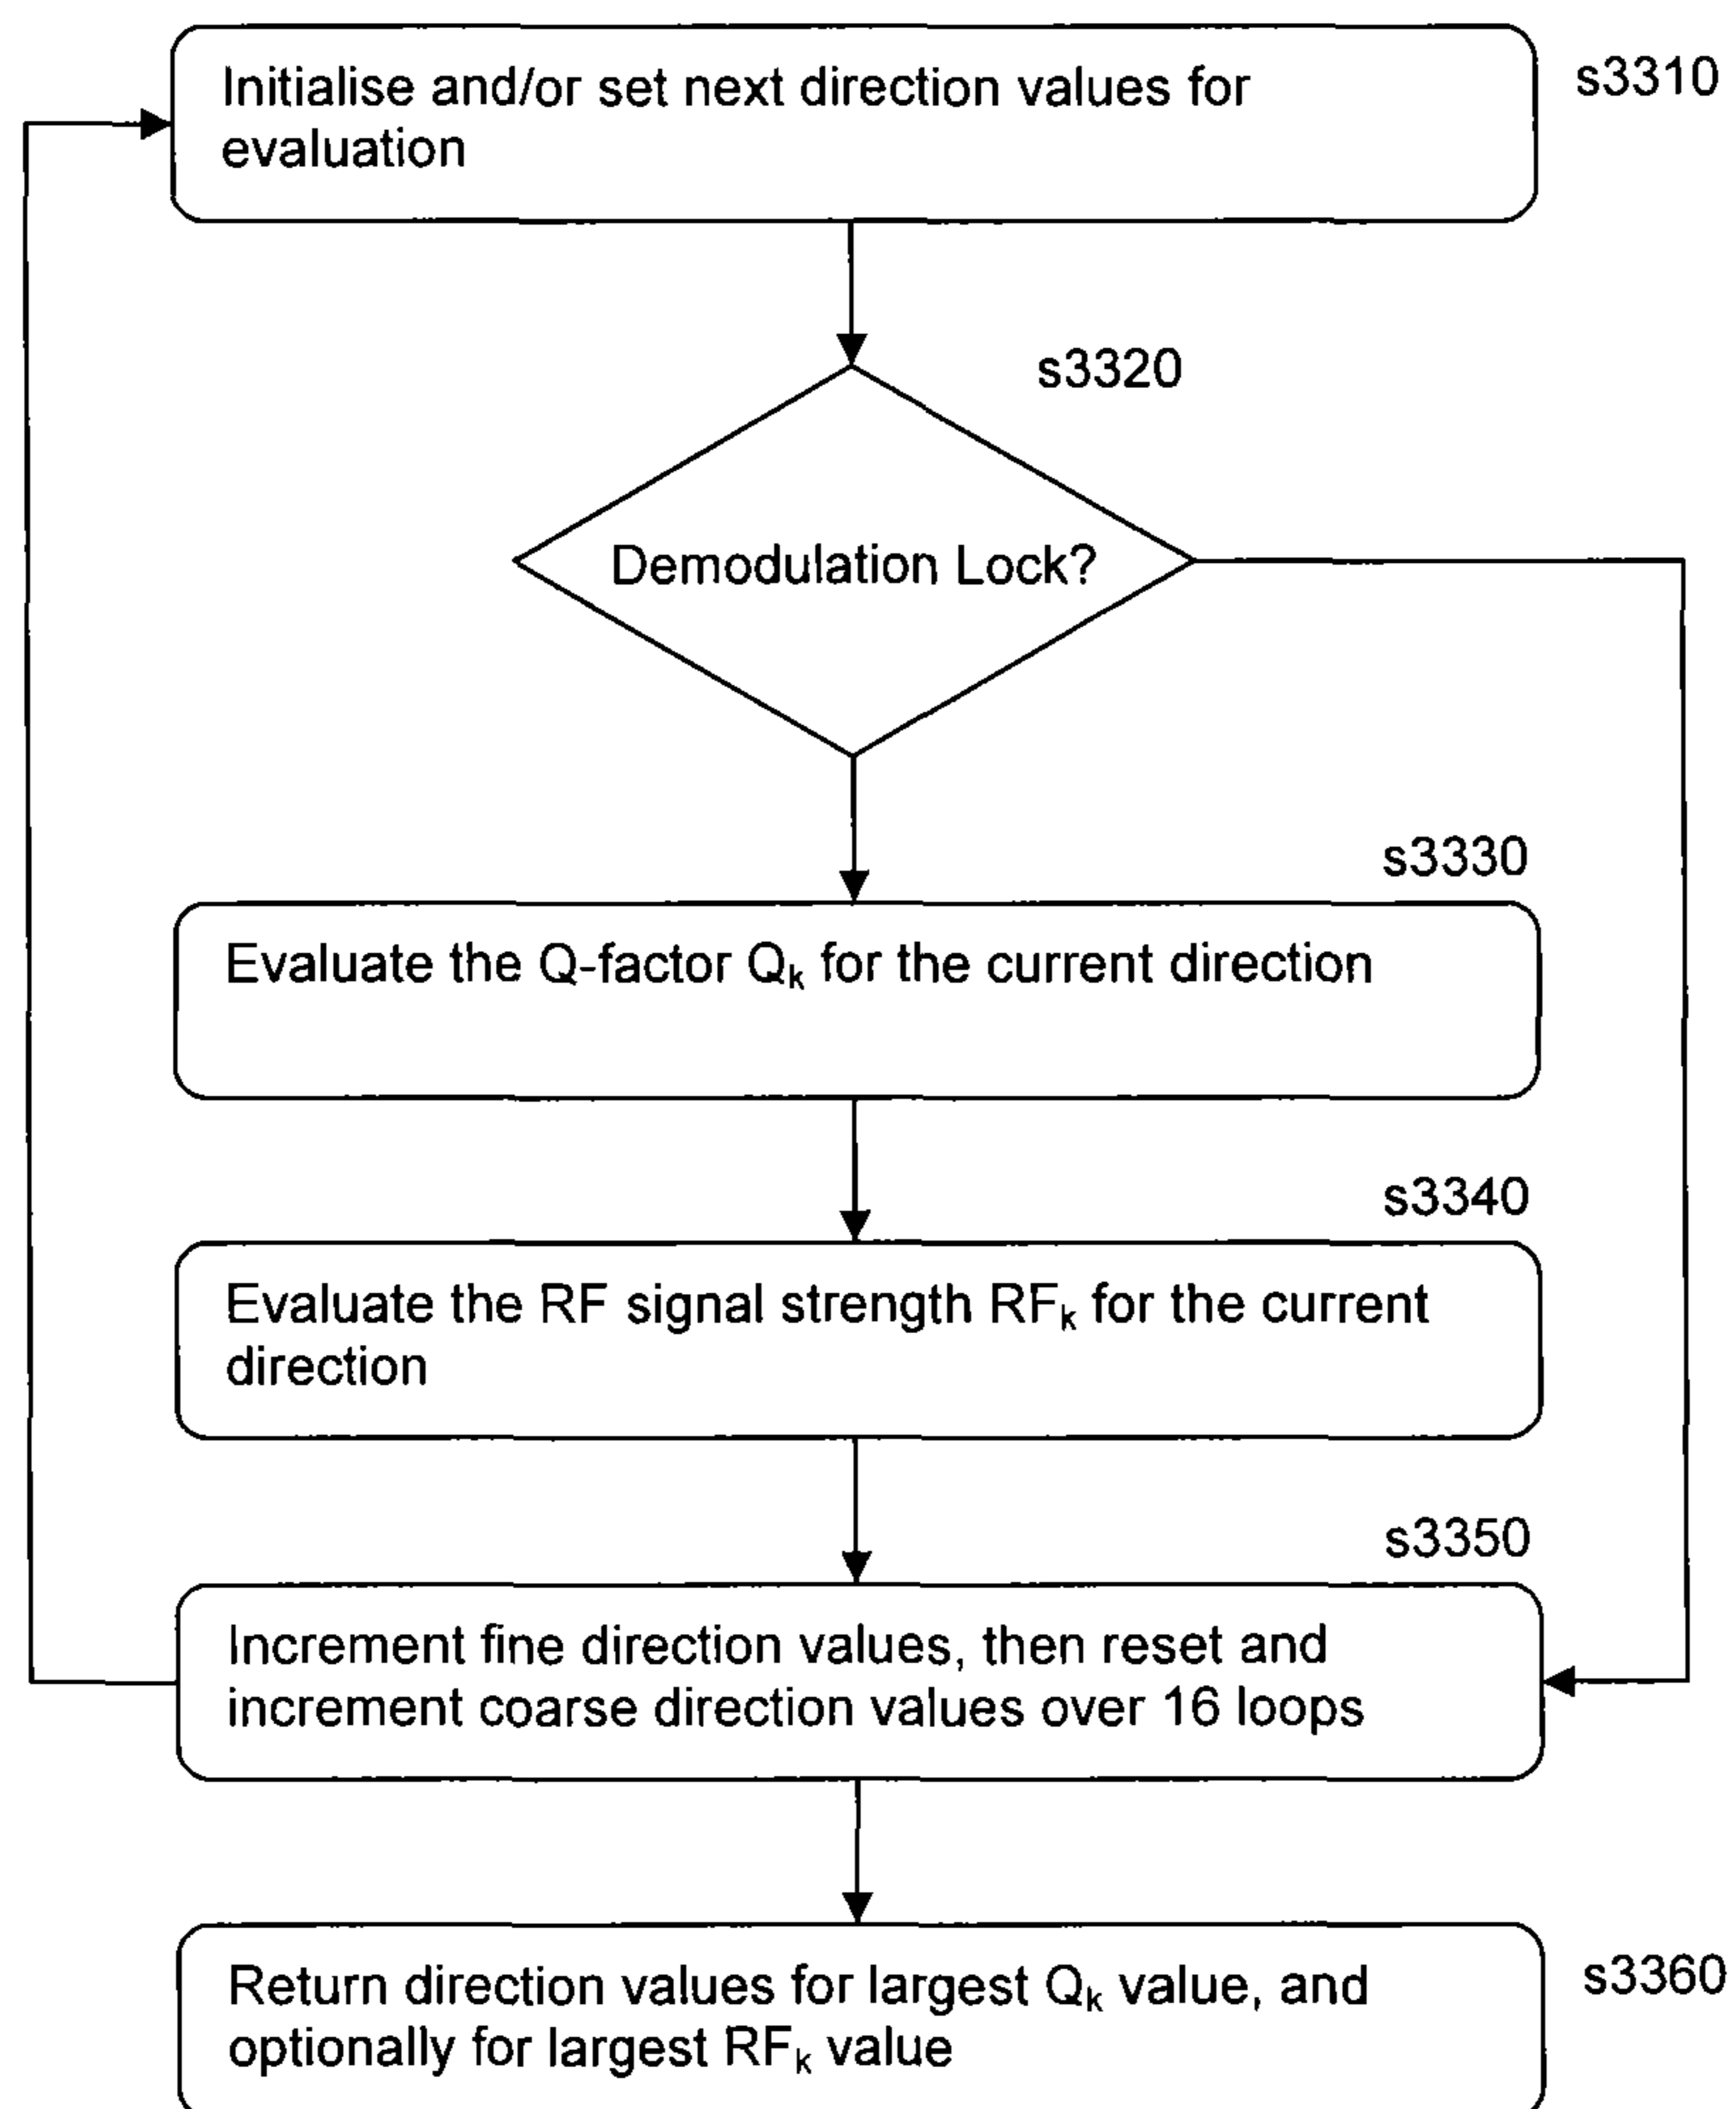 Initialise and/or set next direction values for
evaluation
s3310
s3320
Demodulation Lock?
s3330
Evaluate the Q-factor Qk for the current direction
s3340
Evaluate the RF signal strength RFk for the current
direction
s3350
Increment fine direction values, then reset and
increment coarse direction values over 16 loops
Return direction values for largest Qk value, and
optionally for largest RFk value
s3360